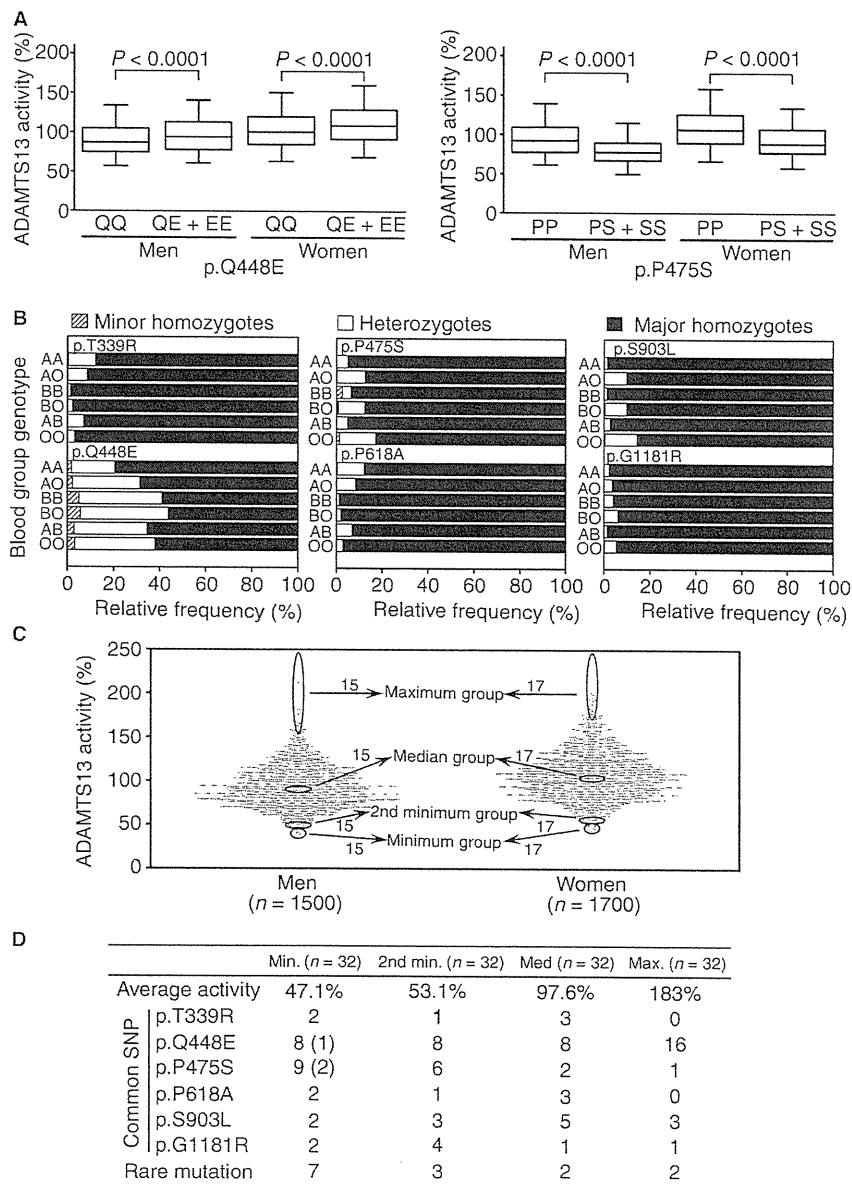 A
ADAMTS13 activity (%)
200
150
100
50
0
P < 0.0001
P < 0.0001
QQ QE + EE QQ QE + EE
Men Women
p.Q448E
ADAMTS13 activity (%)
200
150
100
50
0
P < 0.0001
P < 0.0001
PP PS + SS PP PS + SS
Men Women
p.P475S
B
Minor homozygotes Heterozygotes Major homozygotes
Blood group genotype
p.T339R
AA
AO
BB
BO
AB
OO
p.Q448E
AA
AO
BB
BO
AB
OO
0 20 40 60 80 100
Relative frequency (%)
p.P475S
AA
AO
BB
BO
AB
OO
p.P618A
AA
AO
BB
BO
AB
OO
0 20 40 60 80 100
Relative frequency (%)
p.S903L
AA
AO
BB
BO
AB
OO
p.G1181R
AA
AO
BB
BO
AB
OO
0 20 40 60 80 100
Relative frequency (%)
C
ADAMTS13 activity (%)
250
200
150
100
50
0
15 Maximum group 17
15 Median group 17
15 2nd minimum group 17
15 Minimum group 17
Men Women
(n = 1500) (n = 1700)
D
Min. (n = 32) 2nd min. (n = 32) Med (n = 32) Max. (n = 32)
Average activity 47.1% 53.1% 97.6% 183%
Common SNP
p.T339R 2 1 3 0
p.Q448E 8 (1) 8 8 16
p.P475S 9 (2) 6 2 1
p.P618A 2 1 3 0
p.S903L 2 3 5 3
p.G1181R 2 4 1 1
Rare mutation 7 3 2 2